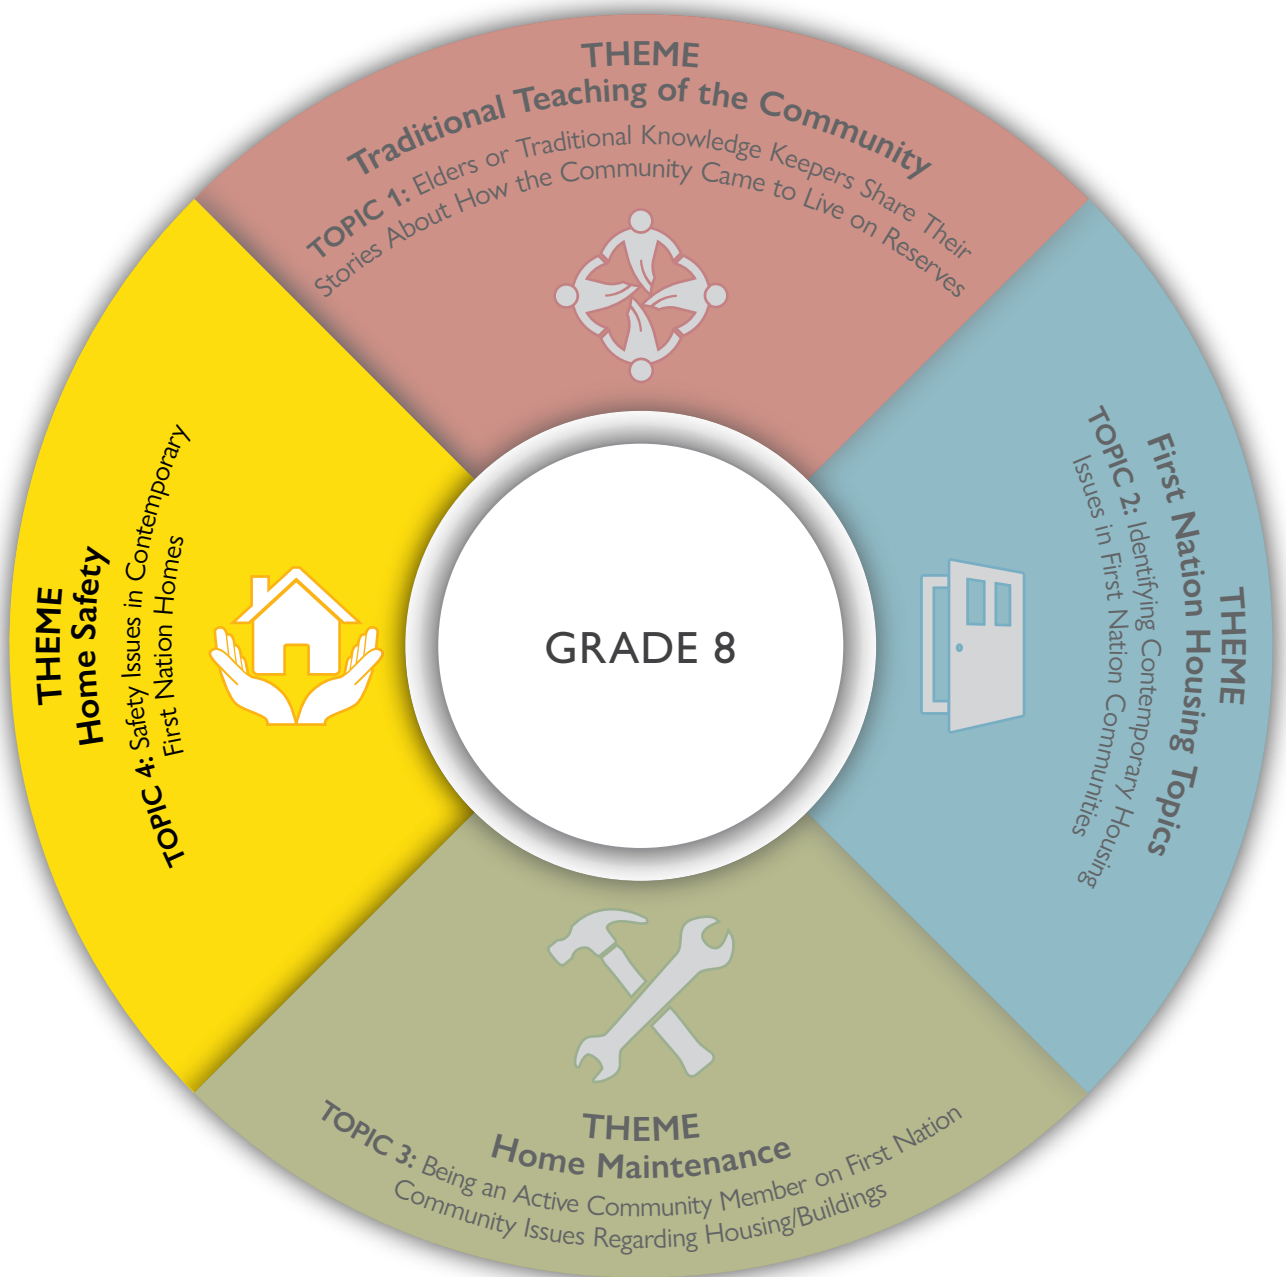 THEME
Traditional Teaching of the Community
TOPIC 1: Elders or Traditional Knowledge Keepers Share Their
Stories About How the Community Came to Live on Reserves
THEME
First Nation Housing Topics
TOPIC 2: Identifying Contemporary Housing
Issues in First Nation Communities
THEME
Home Maintenance
TOPIC 3: Being an Active Community Member on First Nation
Community Issues Regarding Housing/Buildings
THEME
Home Safety
TOPIC 4: Safety Issues in Contemporary
First Nation Homes
GRADE 8